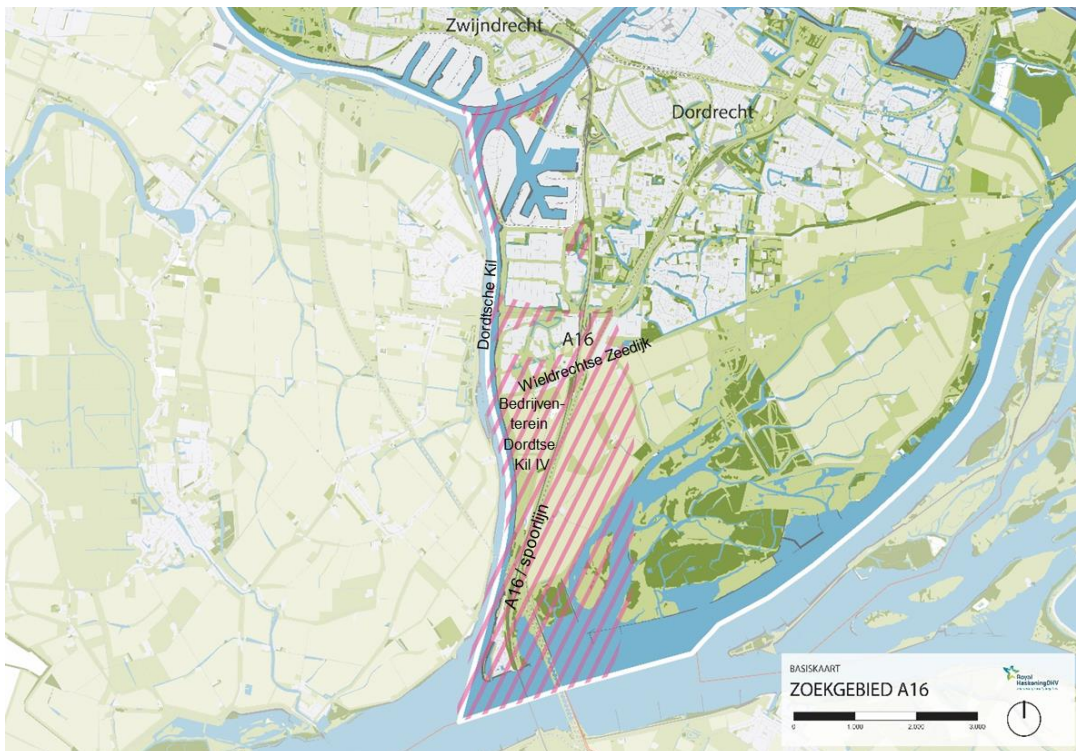 Zwijndrecht
Dordrecht
Dordtsche Kil
A16
Wieldrechtse Zeedijk
Bedrijven-
terein
Dordtse
Kil IV
A16 / spoorlijn
BASISKAART
ZOEKGEBIED A16
0 1.000 2.000 3.000
Royal
HaskoningDHV